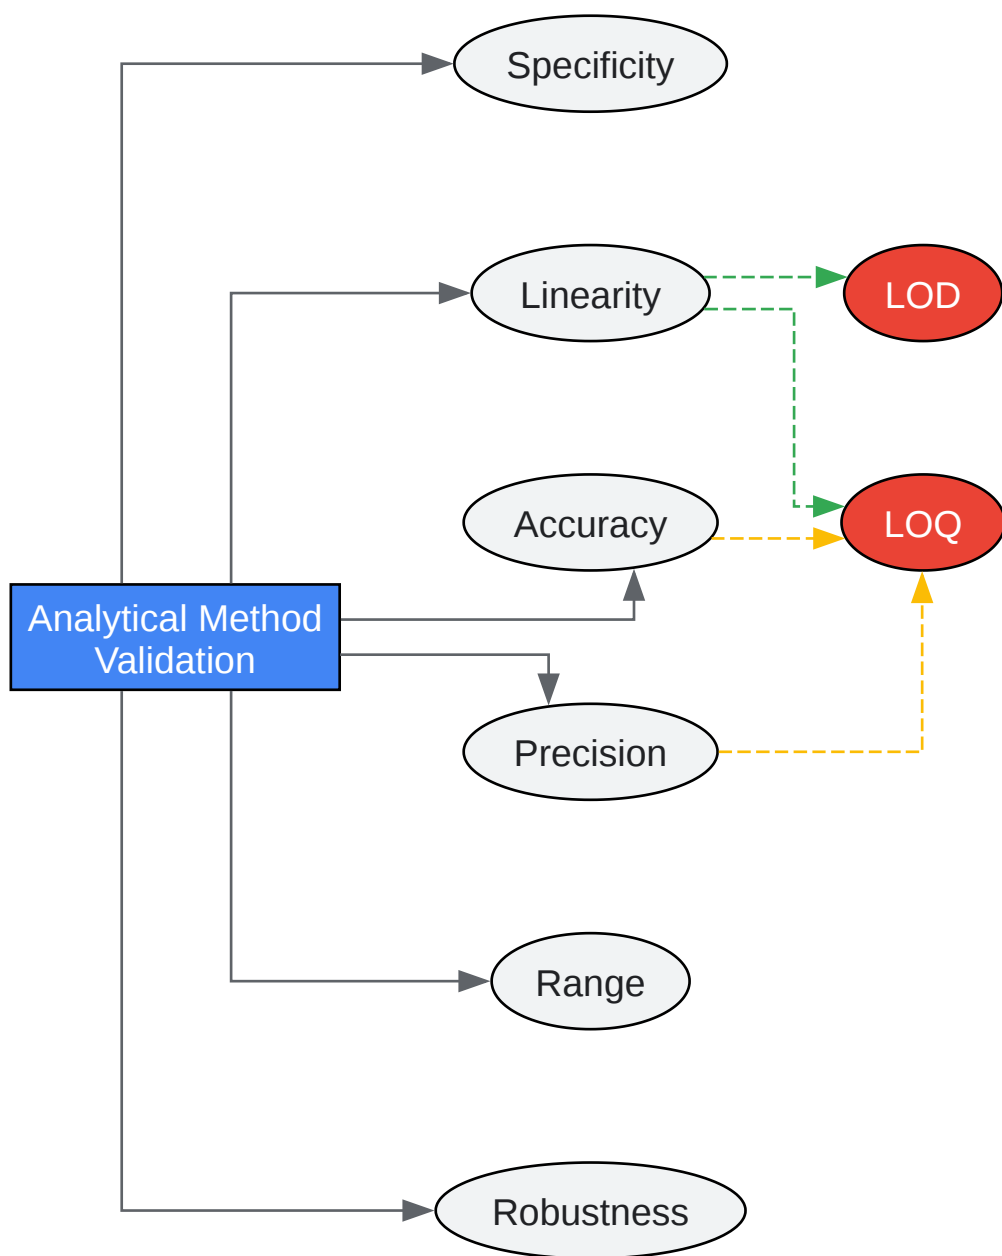 Specificity
Linearity
LOD
Accuracy
LOQ
Analytical Method
Validation
Precision
Range
Robustness